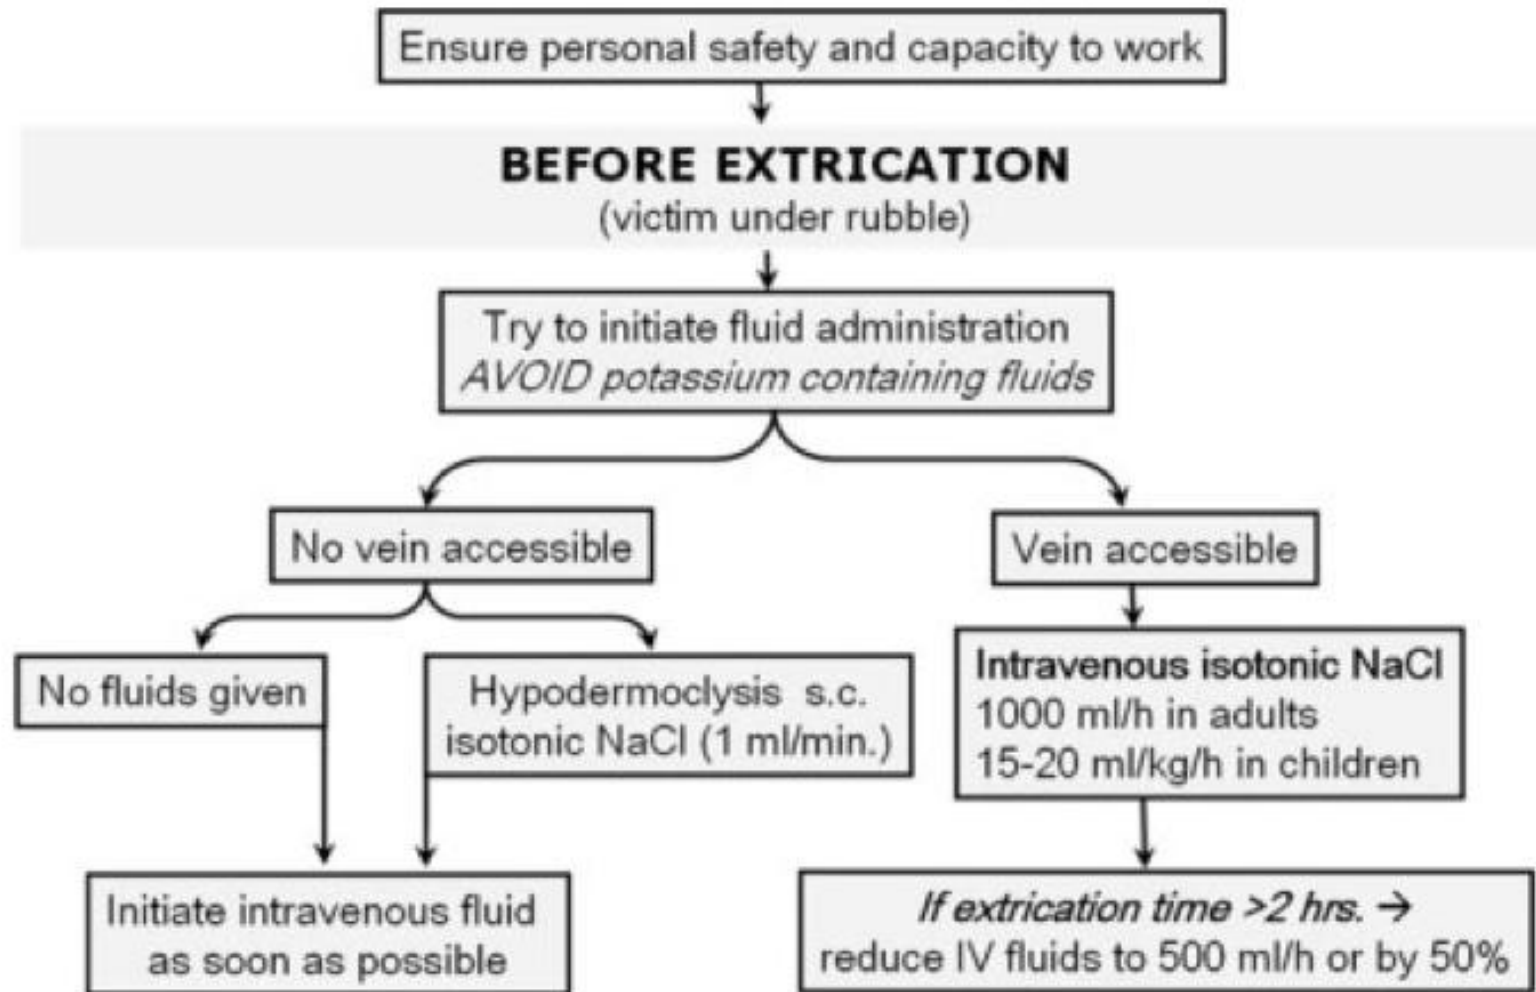 Ensure personal safety and capacity to work
BEFORE EXTRICATION
(victim under rubble)
Try to initiate fluid administration
AVOID potassium containing fluids
No vein accessible
Vein accessible
No fluids given
Hypodermoclysis s.c.
isotonic NaCl (1 ml/min.)
Intravenous isotonic NaCl
1000 ml/h in adults
15-20 ml/kg/h in children
Initiate intravenous fluid
as soon as possible
If extrication time >2 hrs. →
reduce IV fluids to 500 ml/h or by 50%